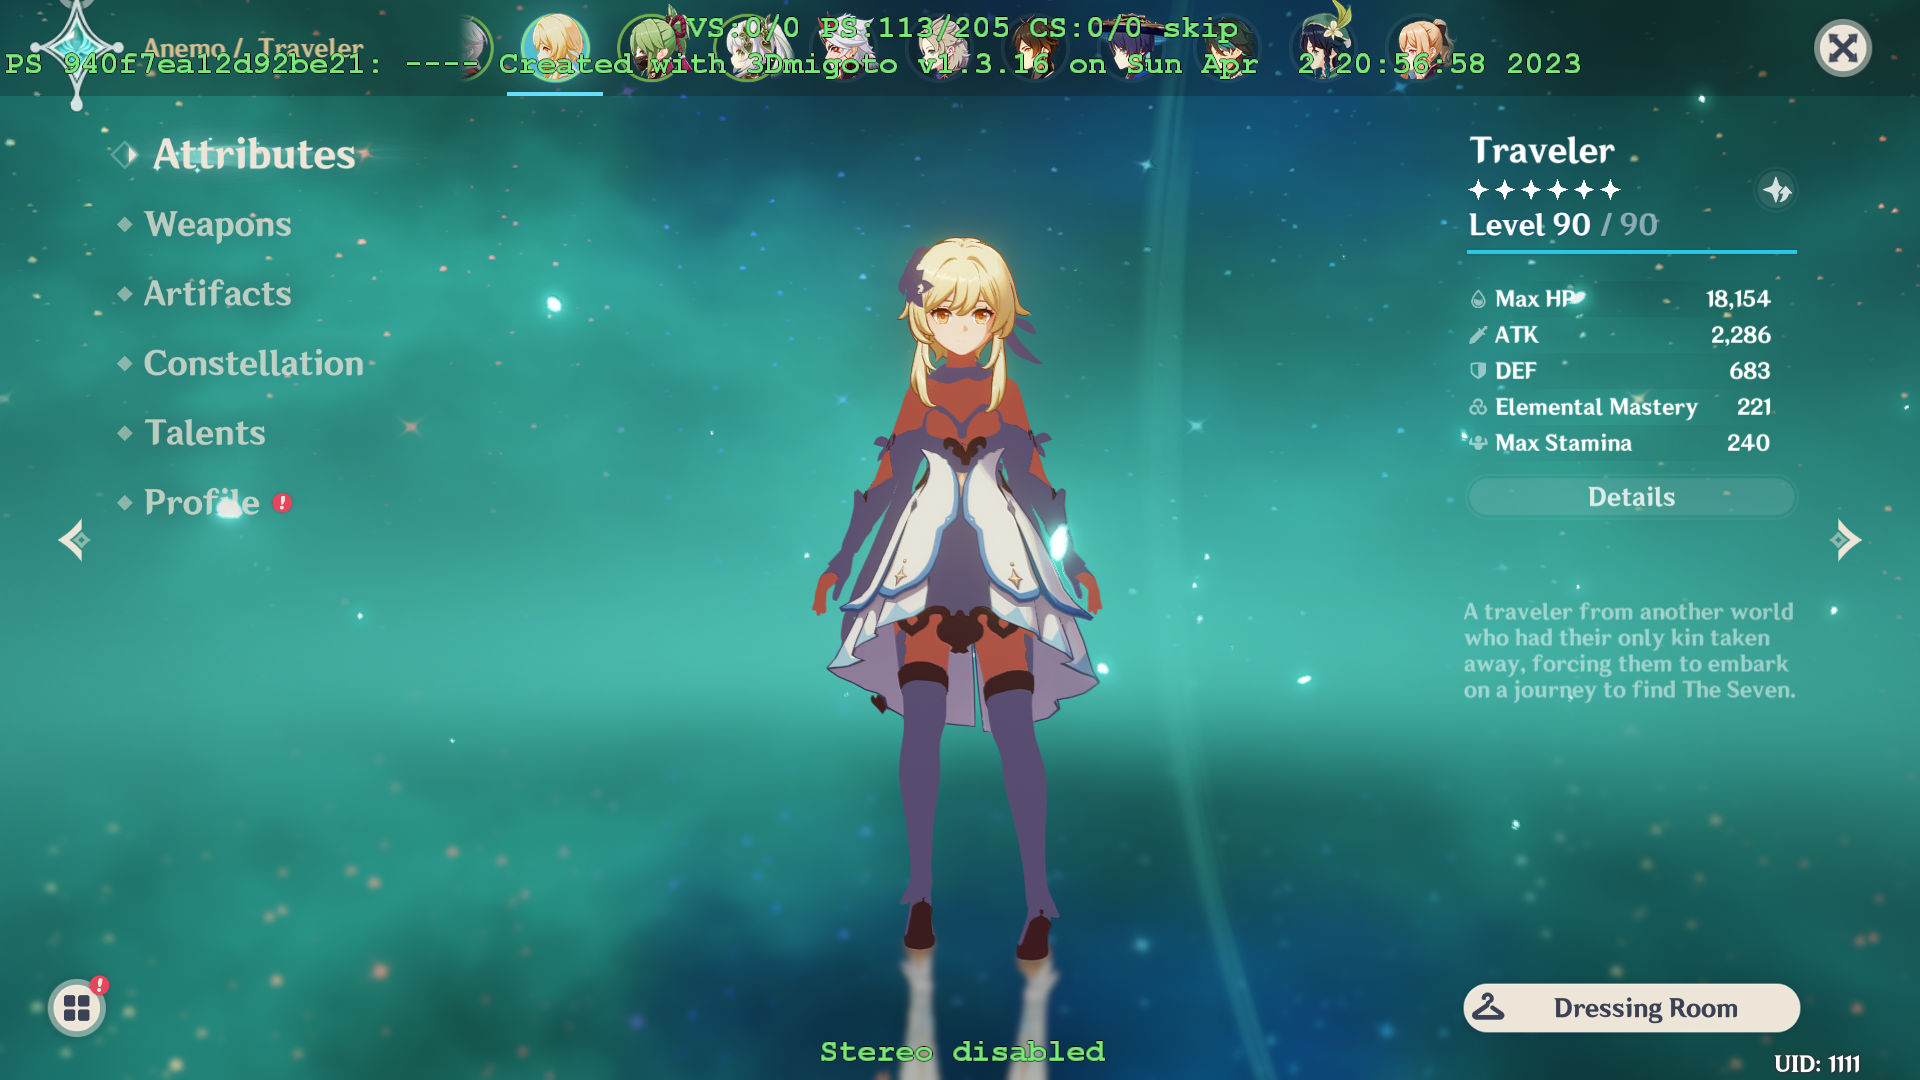 VS:0/0 PS:113/205 CS:0/0 skip
Anemo / Traveler
PS 940f7ea12d92be21: ---- Created with 3Dmigoto v1.3.16 on Sun Apr  2 20:56:58 2023
Attributes
Weapons
Artifacts
Constellation
Talents
Profile
Traveler
Level 90 / 90
Max HP 18,154
ATK 2,286
DEF 683
Elemental Mastery 221
Max Stamina 240
Details
A traveler from another world
who had their only kin taken
away, forcing them to embark
on a journey to find The Seven.
Dressing Room
Stereo disabled
UID: 1111